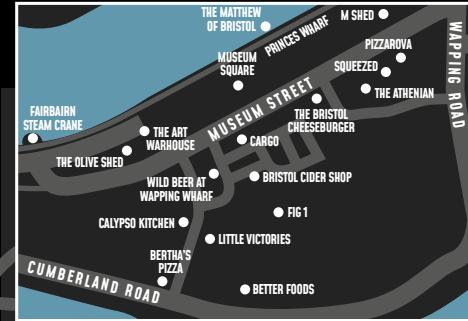 THE MATTHEW
OF BRISTOL
PRINCES WHARF
M SHED
PIZZAROVA
MUSEUM
SQUARE
SQUEEZED
WAPPING ROAD
THE ATHENIAN
MUSEUM STREET
FAIRBAIRN
STEAM CRANE
THE BRISTOL
CHEESEBURGER
THE ART
WARHOUSE
CARGO
THE OLIVE SHED
WILD BEER AT
WAPPING WHARF
BRISTOL CIDER SHOP
FIG 1
CALYPSO KITCHEN
LITTLE VICTORIES
BERTHA'S
PIZZA
CUMBERLAND ROAD
BETTER FOODS